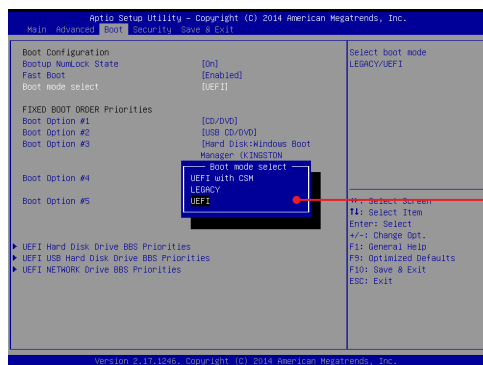 Aptio Setup Utility – Copyright (C) 2014 American Megatrends, Inc.
Main Advanced Boot Security Save & Exit
Boot Configuration
Bootup NumLock State [On]
Fast Boot [Enabled]
Boot mode select [UEFI]
FIXED BOOT ORDER Priorities
Boot Option #1 [CD/DVD]
Boot Option #2 [USB CD/DVD]
Boot Option #3 [Hard Disk:Windows Boot
Manager (KINGSTON
Boot Option #4
Boot Option #5
Boot mode select
UEFI with CSM
LEGACY
UEFI
UEFI Hard Disk Drive BBS Priorities
UEFI USB Hard Disk Drive BBS Priorities
UEFI NETWORK Drive BBS Priorities
Select boot mode
LEGACY/UEFI
: Select Screen
↑↓: Select Item
Enter: Select
+/-: Change Opt.
F1: General Help
F9: Optimized Defaults
F10: Save & Exit
ESC: Exit
Version 2.17.1246. Copyright (C) 2014 American Megatrends, Inc.